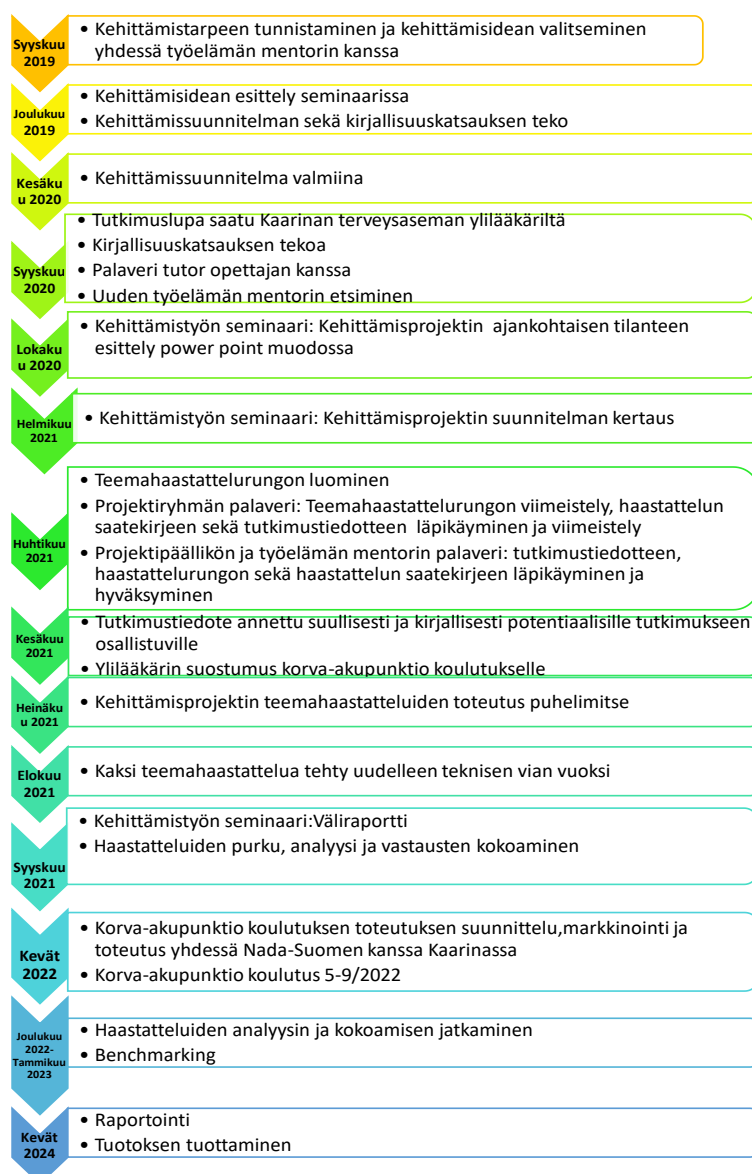 Syyskuu
2019
• Kehittämistarpeen tunnistaminen ja kehittämisidean valitseminen
yhdessä työelämän mentorin kanssa
Joulukuu
2019
• Kehittämisidean esittely seminaarissa
• Kehittämissuunnitelman sekä kirjallisuuskatsauksen teko
Kesäku
u 2020
• Kehittämissuunnitelma valmiina
Syyskuu
2020
• Tutkimuslupa saatu Kaarinan terveysaseman ylilääkäriltä
• Kirjallisuuskatsauksen tekoa
• Palaveri tutor opettajan kanssa
• Uuden työelämän mentorin etsiminen
Lokaku
u 2020
• Kehittämistyön seminaari: Kehittämisprojektin ajankohtaisen tilanteen
esittely power point muodossa
Helmikuu
2021
• Kehittämistyön seminaari: Kehittämisprojektin suunnitelman kertaus
Huhtikuu
2021
• Teemahaastattelurungon luominen
• Projektiryhmän palaveri: Teemahaastattelurungon viimeistely, haastattelun
saatekirjeen sekä tutkimustiedotteen läpikäyminen ja viimeistely
• Projektipäällikön ja työelämän mentorin palaveri: tutkimustiedotteen,
haastattelurungon sekä haastattelun saatekirjeen läpikäyminen ja
hyväksyminen
Kesäkuu
2021
• Tutkimustiedote annettu suullisesti ja kirjallisesti potentiaalisille tutkimukseen
osallistuville
• Ylilääkärin suostumus korva-akupunktio koulutukselle
Heinäku
u 2021
• Kehittämisprojektin teemahaastatteluiden toteutus puhelimitse
Elokuu
2021
• Kaksi teemahaastattelua tehty uudelleen teknisen vian vuoksi
Syyskuu
2021
• Kehittämistyön seminaari:Väliraportti
• Haastatteluiden purku, analyysi ja vastausten kokoaminen
Kevät
2022
• Korva-akupunktio koulutuksen toteutuksen suunnittelu,markkinointi ja
toteutus yhdessä Nada-Suomen kanssa Kaarinassa
• Korva-akupunktio koulutus 5-9/2022
Joulukuu
2022-
Tammikuu
2023
• Haastatteluiden analyysin ja kokoamisen jatkaminen
• Benchmarking
Kevät
2024
• Raportointi
• Tuotoksen tuottaminen